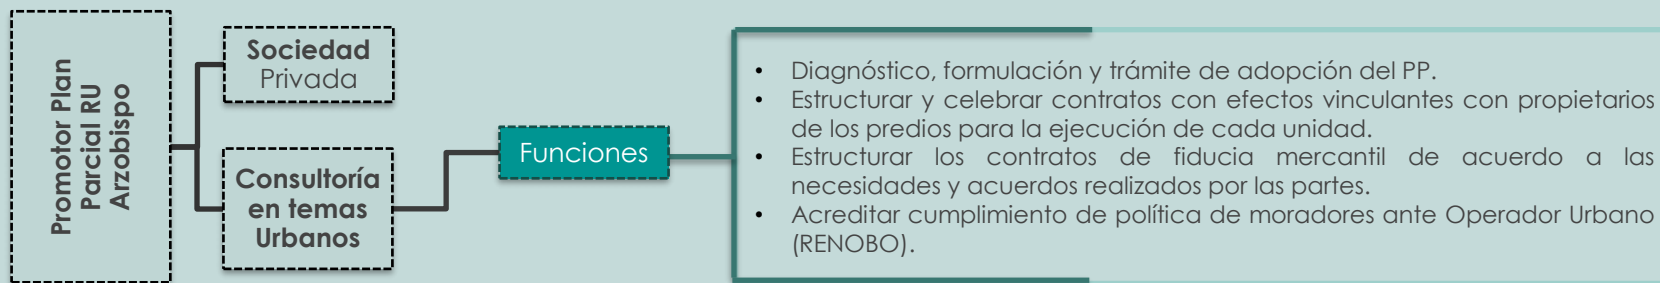 Promotor Plan
Parcial RU
Arzobispo
Sociedad
Privada
Consultoría
en temas
Urbanos
Funciones
• Diagnóstico, formulación y trámite de adopción del PP.
• Estructurar y celebrar contratos con efectos vinculantes con propietarios
de los predios para la ejecución de cada unidad.
• Estructurar los contratos de fiducia mercantil de acuerdo a las
necesidades y acuerdos realizados por las partes.
• Acreditar cumplimiento de política de moradores ante Operador Urbano
(RENOBO).